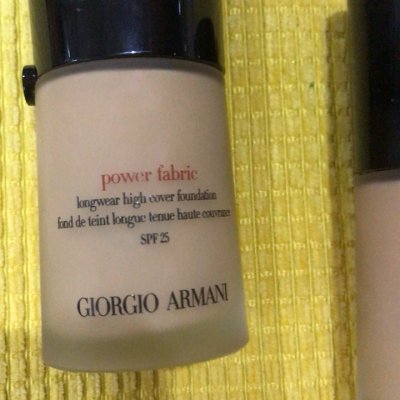 power fabric
longwear high cover foundation
fond de teint longue tenue haute couvrance
SPF 25
GIORGIO ARMANI